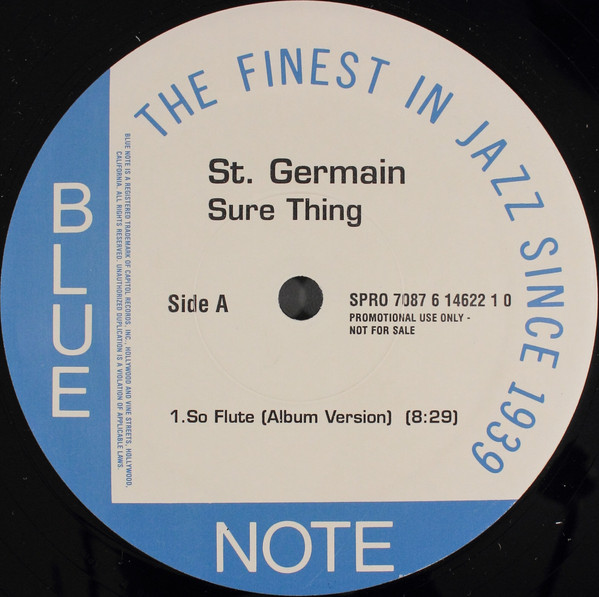 THE FINEST IN JAZZ SINCE 1939
BLUE
NOTE
BLUE NOTE IS A REGISTERED TRADEMARK OF CAPITOL RECORDS, INC., HOLLYWOOD AND VINE STREETS, HOLLYWOOD,
CALIFORNIA. ALL RIGHTS RESERVED. UNAUTHORIZED DUPLICATION IS A VIOLATION OF APPLICABLE LAWS.
St. Germain
Sure Thing
Side A
SPRO 7087 6 14622 1 0
PROMOTIONAL USE ONLY -
NOT FOR SALE
1.So Flute (Album Version) (8:29)